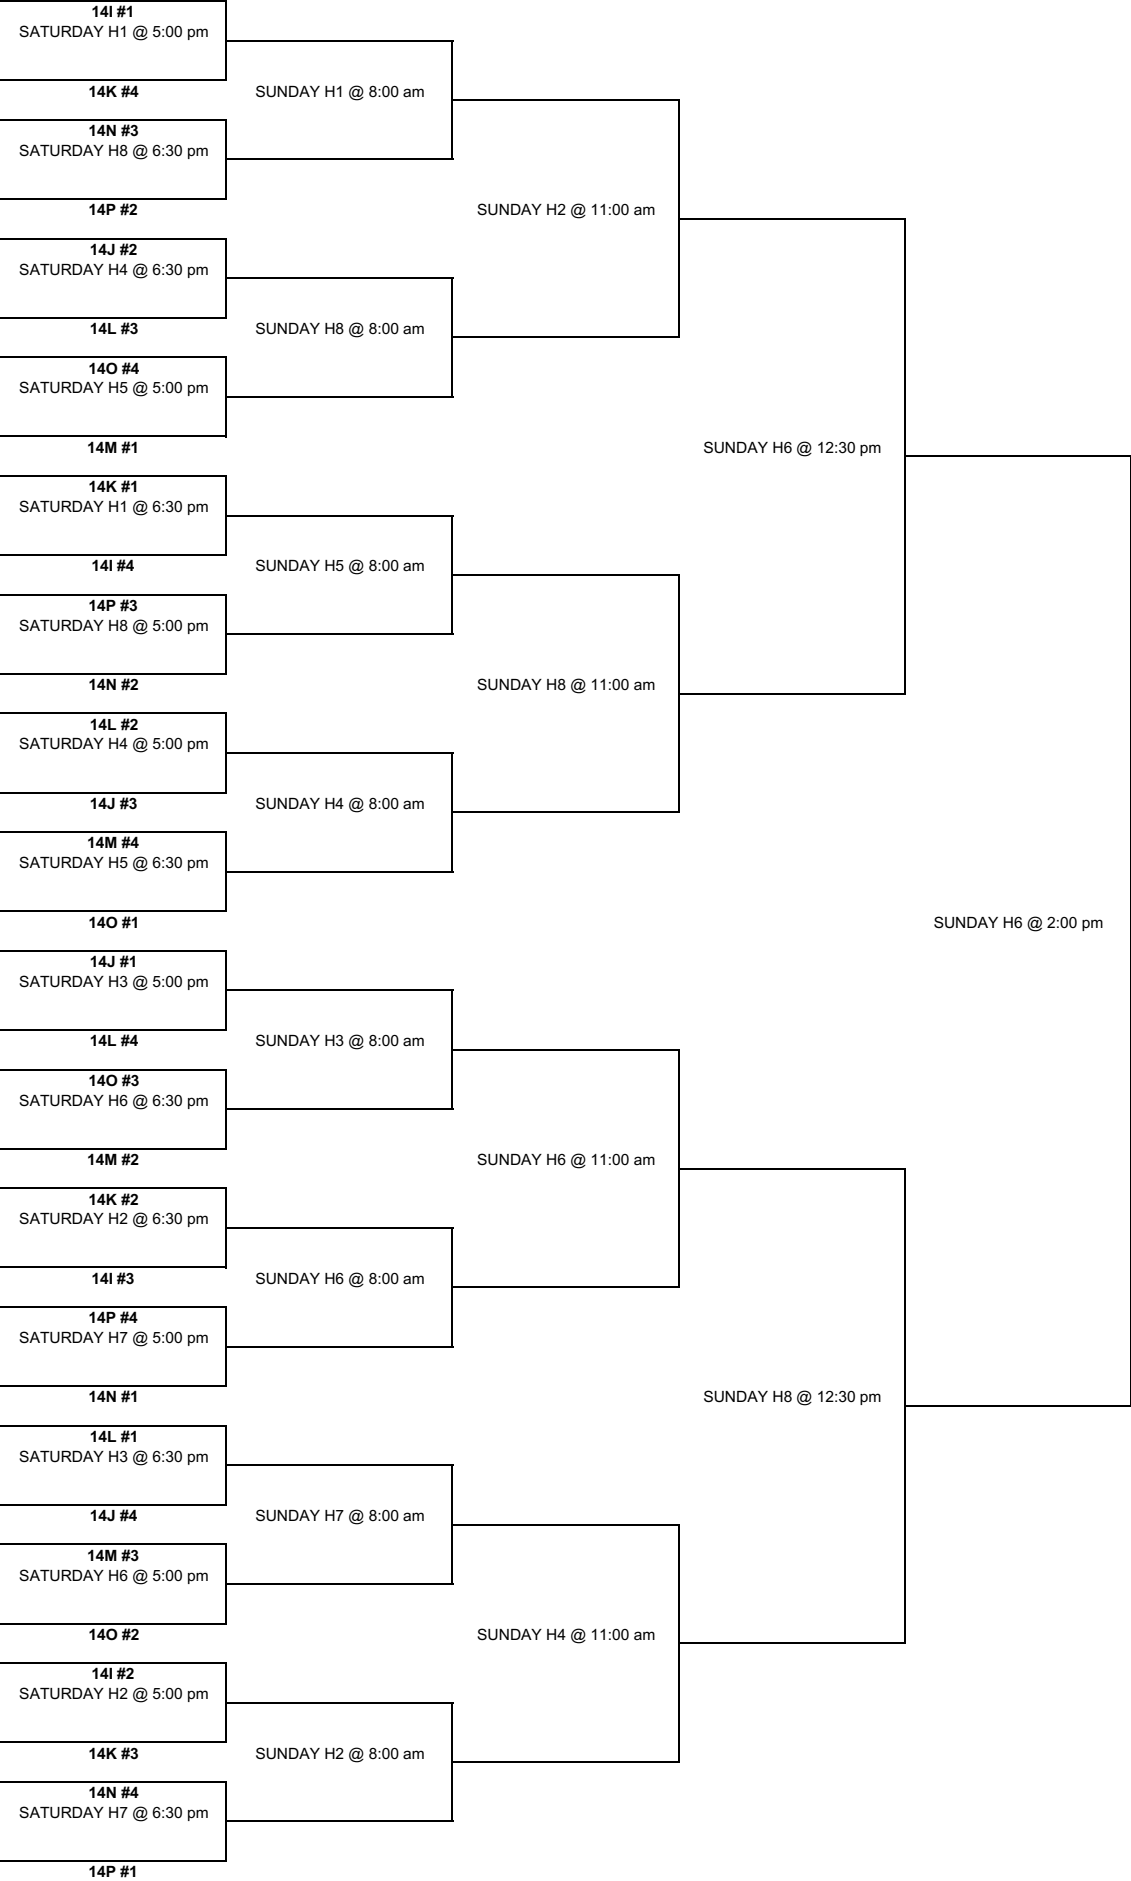 14I #1
SATURDAY H1 @ 5:00 pm
14K #4
SUNDAY H1 @ 8:00 am
14N #3
SATURDAY H8 @ 6:30 pm
14P #2
SUNDAY H2 @ 11:00 am
14J #2
SATURDAY H4 @ 6:30 pm
14L #3
SUNDAY H8 @ 8:00 am
14O #4
SATURDAY H5 @ 5:00 pm
14M #1
SUNDAY H6 @ 12:30 pm
14K #1
SATURDAY H1 @ 6:30 pm
14I #4
SUNDAY H5 @ 8:00 am
14P #3
SATURDAY H8 @ 5:00 pm
14N #2
SUNDAY H8 @ 11:00 am
14L #2
SATURDAY H4 @ 5:00 pm
14J #3
SUNDAY H4 @ 8:00 am
14M #4
SATURDAY H5 @ 6:30 pm
14O #1
SUNDAY H6 @ 2:00 pm
14J #1
SATURDAY H3 @ 5:00 pm
14L #4
SUNDAY H3 @ 8:00 am
14O #3
SATURDAY H6 @ 6:30 pm
14M #2
SUNDAY H6 @ 11:00 am
14K #2
SATURDAY H2 @ 6:30 pm
14I #3
SUNDAY H6 @ 8:00 am
14P #4
SATURDAY H7 @ 5:00 pm
14N #1
SUNDAY H8 @ 12:30 pm
14L #1
SATURDAY H3 @ 6:30 pm
14J #4
SUNDAY H7 @ 8:00 am
14M #3
SATURDAY H6 @ 5:00 pm
14O #2
SUNDAY H4 @ 11:00 am
14I #2
SATURDAY H2 @ 5:00 pm
14K #3
SUNDAY H2 @ 8:00 am
14N #4
SATURDAY H7 @ 6:30 pm
14P #1